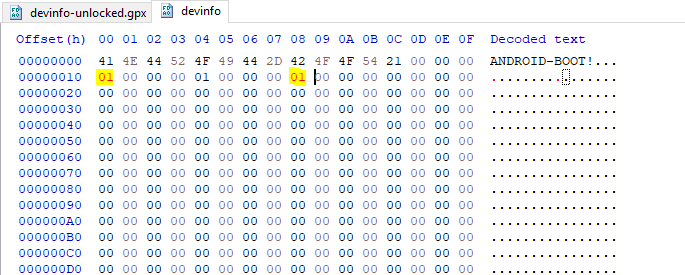 devinfo-unlocked.gpx devinfo
Offset(h) 00 01 02 03 04 05 06 07 08 09 0A 0B 0C 0D 0E 0F Decoded text
00000000 41 4E 44 52 4F 49 44 2D 42 4F 4F 54 21 00 00 00 ANDROID-BOOT!...
00000010 01 00 00 00 01 00 00 00 01 00 00 00 00 00 00 00 ................
00000020 00 00 00 00 00 00 00 00 00 00 00 00 00 00 00 00 ................
00000030 00 00 00 00 00 00 00 00 00 00 00 00 00 00 00 00 ................
00000040 00 00 00 00 00 00 00 00 00 00 00 00 00 00 00 00 ................
00000050 00 00 00 00 00 00 00 00 00 00 00 00 00 00 00 00 ................
00000060 00 00 00 00 00 00 00 00 00 00 00 00 00 00 00 00 ................
00000070 00 00 00 00 00 00 00 00 00 00 00 00 00 00 00 00 ................
00000080 00 00 00 00 00 00 00 00 00 00 00 00 00 00 00 00 ................
00000090 00 00 00 00 00 00 00 00 00 00 00 00 00 00 00 00 ................
000000A0 00 00 00 00 00 00 00 00 00 00 00 00 00 00 00 00 ................
000000B0 00 00 00 00 00 00 00 00 00 00 00 00 00 00 00 00 ................
000000C0 00 00 00 00 00 00 00 00 00 00 00 00 00 00 00 00 ................
000000D0 00 00 00 00 00 00 00 00 00 00 00 00 00 00 00 00 ................